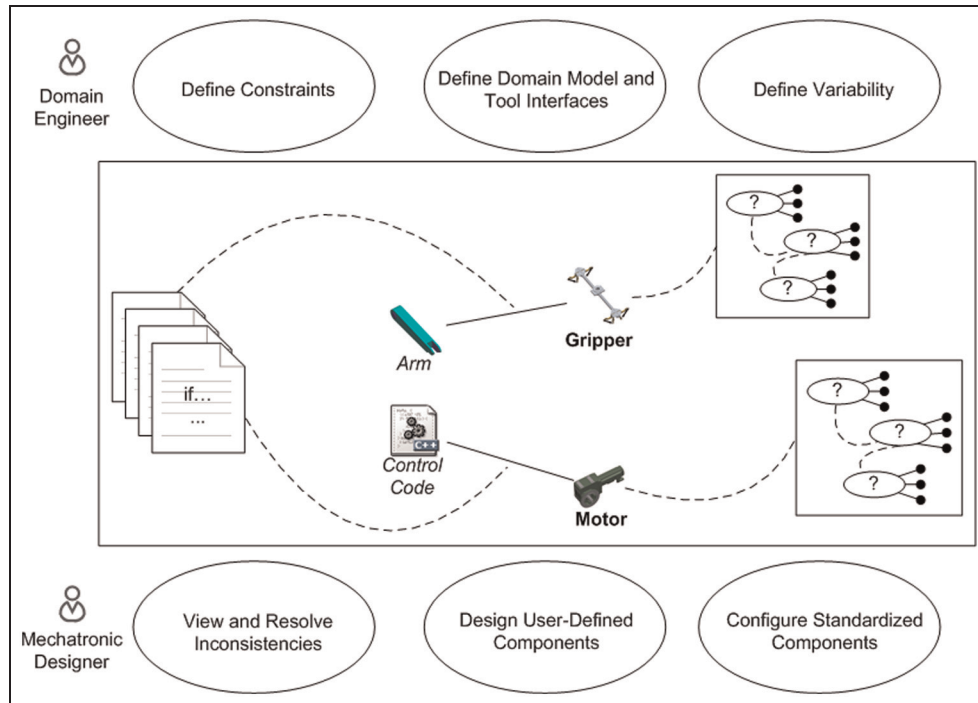 Domain
Engineer
Define Constraints
Define Domain Model and
Tool Interfaces
Define Variability
?
?
?
Gripper
Arm
if...
...
C++
Control
Code
Motor
?
?
?
Mechatronic
Designer
View and Resolve
Inconsistencies
Design User-Defined
Components
Configure Standardized
Components